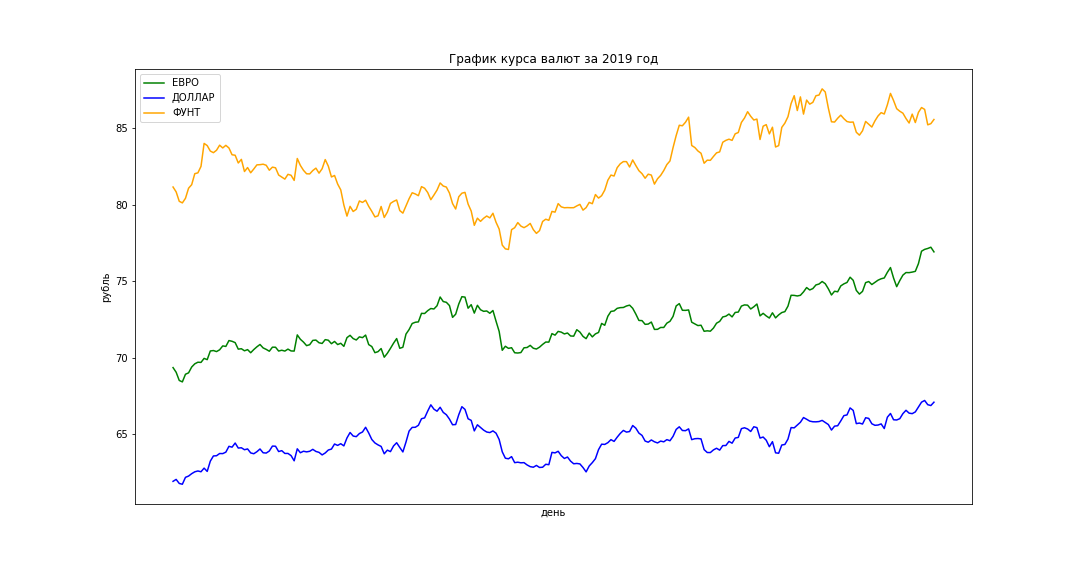 График курса валют за 2019 год
ЕВРО
ДОЛЛАР
ФУНТ
85
80
75
70
65
рубль
день